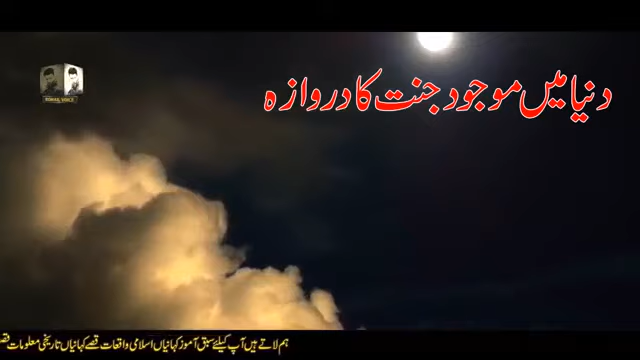 دنیا میں موجود جنت کا دروازہ
ہم لاتے ہیں آپ کیلئے سبق آموز کہانیاں اسلامی واقعات قصے کہانیاں تاریخی معلومات قصے